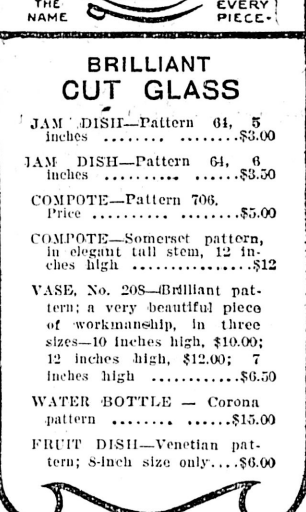 THE EVERY
NAME PIECE.
BRILLIANT
CUT GLASS
JAM DISH—Pattern 64, 5
inches ........ ........$3.00
JAM DISH—Pattern 64, 6
inches .......... ......$3.50
COMPOTE—Pattern 706.
Price .......... ........$5.00
COMPOTE—Somerset pattern,
in elegant tall stem, 12 in-
ches high ...............$12
VASE, No. 208—Brilliant pat-
tern; a very beautiful piece
of workmanship, in three
sizes—10 inches high, $10.00;
12 inches high, $12.00; 7
inches high ............$6.50
WATER BOTTLE — Corona
pattern ........ ......$15.00
FRUIT DISH—Venetian pat-
tern; 8-inch size only....$6.00